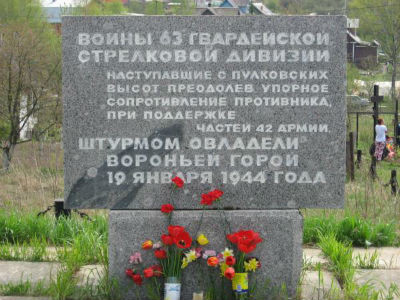 ВОИНЫ 63 ГВАРДЕЙСКОЙ
СТРЕЛКОВОЙ ДИВИЗИИ
НАСТУПАВШИЕ С ПУЛКОВСКИХ
ВЫСОТ ПРЕОДОЛЕВ УПОРНОЕ
СОПРОТИВЛЕНИЕ ПРОТИВНИКА,
ПРИ ПОДДЕРЖКЕ
ЧАСТЕЙ 42 АРМИИ,
ШТУРМОМ ОВЛАДЕЛИ
ВОРОНЬЕЙ ГОРОЙ
19 ЯНВАРЯ 1944 ГОДА